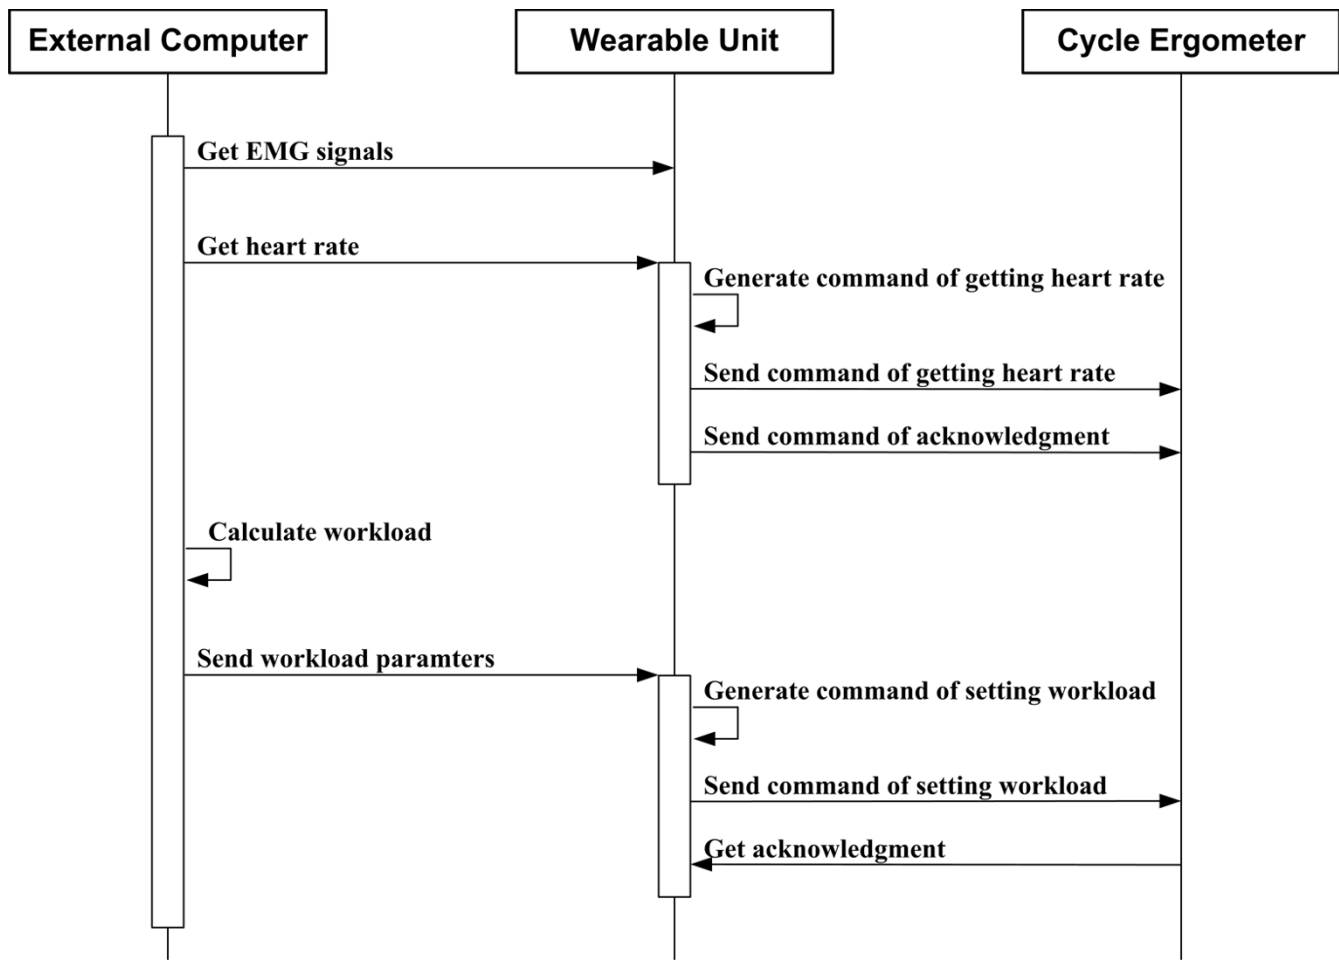 External Computer
Wearable Unit
Cycle Ergometer
Get EMG signals
Get heart rate
Generate command of getting heart rate
Send command of getting heart rate
Send command of acknowledgment
Calculate workload
Send workload paramters
Generate command of setting workload
Send command of setting workload
Get acknowledgment